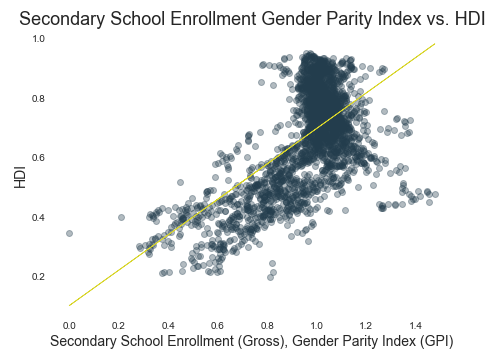 Secondary School Enrollment Gender Parity Index vs. HDI
1.0
0.8
0.6
0.4
0.2
HDI
0.0 0.2 0.4 0.6 0.8 1.0 1.2 1.4
Secondary School Enrollment (Gross), Gender Parity Index (GPI)